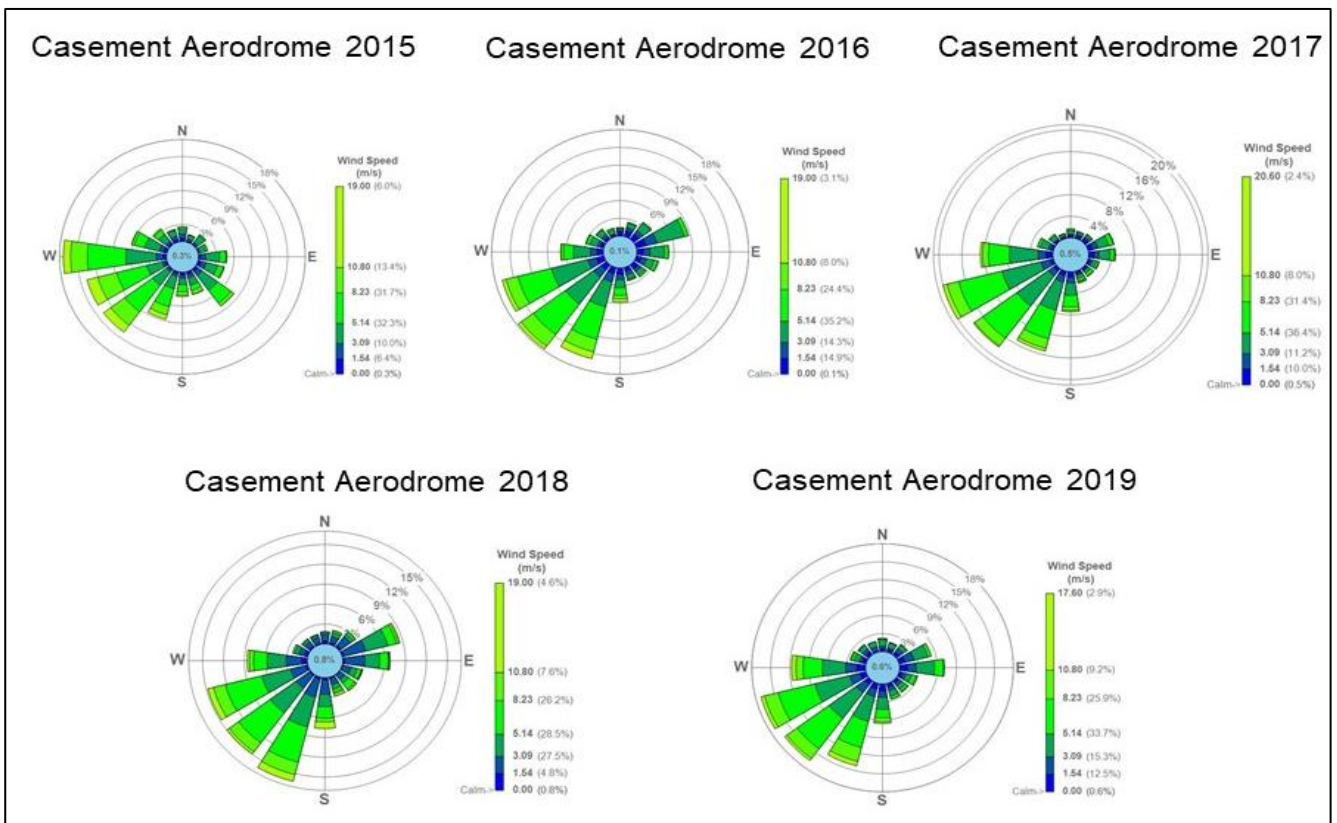 Casement Aerodrome 2015
N
18%
15%
12%
9%
6%
3%
W
0.3%
E
S
Wind Speed
(m/s)
19.00 (6.0%)
10.80 (13.4%)
8.23 (31.7%)
5.14 (32.3%)
3.09 (10.0%)
1.54 (6.4%)
Calm-> 0.00 (0.3%)
Casement Aerodrome 2016
N
18%
15%
12%
9%
6%
W
0.1%
E
S
Wind Speed
(m/s)
19.00 (3.1%)
10.80 (8.0%)
8.23 (24.4%)
5.14 (35.2%)
3.09 (14.3%)
1.54 (14.9%)
Calm-> 0.00 (0.1%)
Casement Aerodrome 2017
N
20%
16%
12%
8%
4%
W
0.5%
E
S
Wind Speed
(m/s)
20.60 (2.4%)
10.80 (8.0%)
8.23 (31.4%)
5.14 (36.4%)
3.09 (11.2%)
1.54 (10.0%)
Calm-> 0.00 (0.5%)
Casement Aerodrome 2018
N
15%
12%
9%
6%
W
0.8%
E
S
Wind Speed
(m/s)
19.00 (4.6%)
10.80 (7.6%)
8.23 (26.2%)
5.14 (28.5%)
3.09 (27.5%)
1.54 (4.8%)
Calm-> 0.00 (0.8%)
Casement Aerodrome 2019
N
18%
15%
12%
9%
6%
3%
W
0.6%
E
S
Wind Speed
(m/s)
17.60 (2.9%)
10.80 (9.2%)
8.23 (25.9%)
5.14 (33.7%)
3.09 (15.3%)
1.54 (12.5%)
Calm-> 0.00 (0.6%)